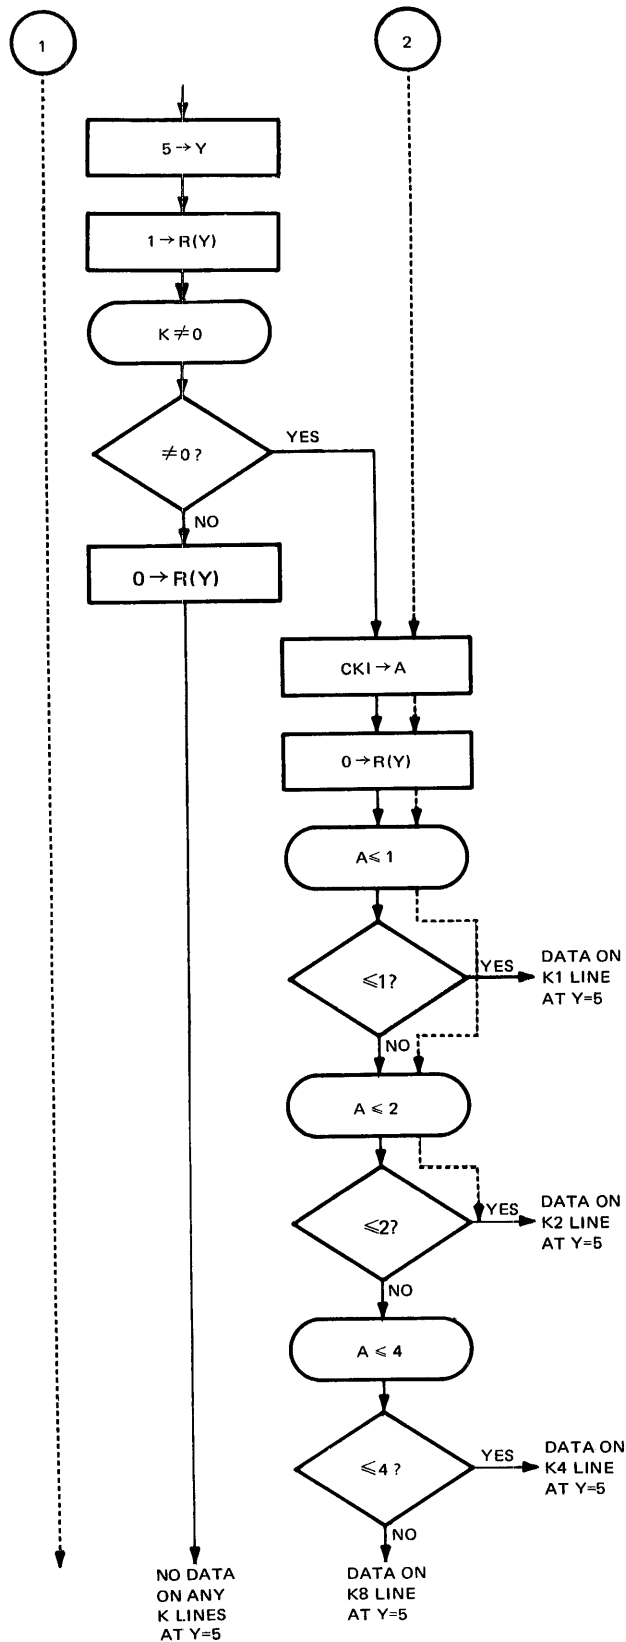 1
2
5→Y
1→R(Y)
K≠0
≠0?
YES
NO
0→R(Y)
CKI→A
0→R(Y)
A≤1
≤1?
YES
DATA ON
K1 LINE
AT Y=5
NO
A≤2
≤2?
YES
DATA ON
K2 LINE
AT Y=5
NO
A≤4
≤4?
YES
DATA ON
K4 LINE
AT Y=5
NO
NO DATA
ON ANY
K LINES
AT Y=5
DATA ON
K8 LINE
AT Y=5